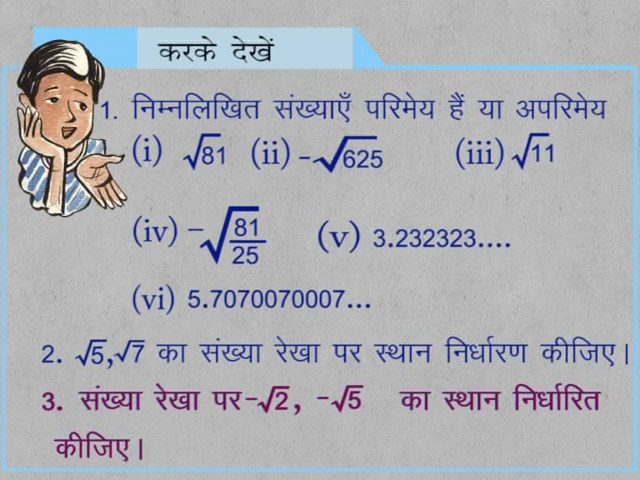 करके देखें
1. निम्नलिखित संख्याएँ परिमेय हैं या अपरिमेय
(i) √81 (ii) -√625 (iii) √11
(iv) -√81/25 (v) 3.232323....
(vi) 5.7070070007...
2. √5,√7 का संख्या रेखा पर स्थान निर्धारण कीजिए।
3. संख्या रेखा पर -√2, -√5 का स्थान निर्धारित
कीजिए।